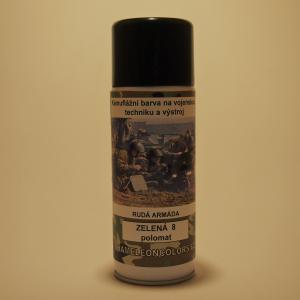 Kamuflážní barva na vojenskou
techniku a výstroj
RUDÁ ARMÁDA
ZELENÁ 8
polomat